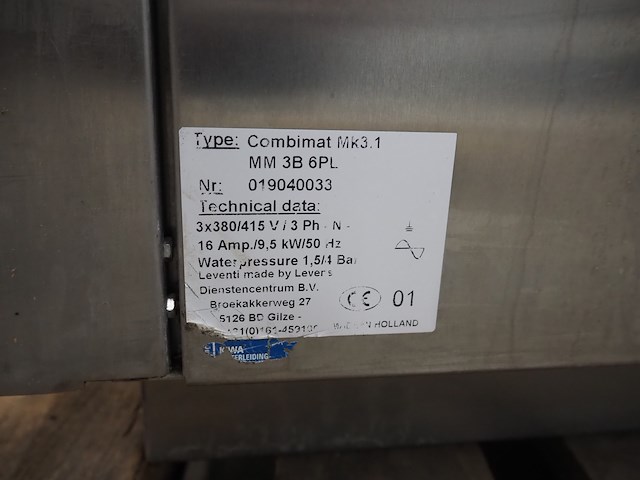 Type: Combimat Mk3.1
MM 3B 6PL
Nr: 019040033
Technical data:
3x380/415 V / 3 Ph - N -
16 Amp./9,5 kW/50 Hz
Waterpressure 1,5/4 Bar
Leventi made by Lever's
Dienstencentrum B.V.
Broekakkerweg 27
5126 BD Gilze -
CE 01
HOLLAND
KIWA